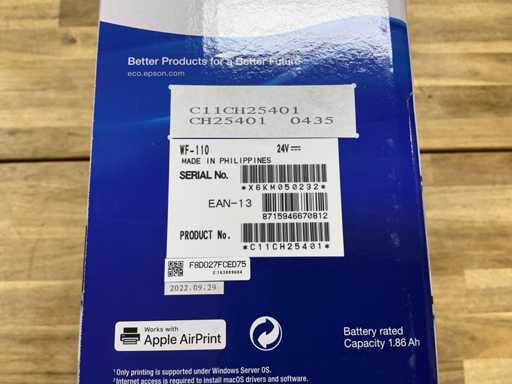 Better Products for a Better Future
eco.epson.com
C11CH25401
CH25401 0435
WF-110 24V
MADE IN PHILIPPINES
SERIAL No.
*X6KM050232*
EAN-13
8715946670812
PRODUCT No.
*C11CH25401*
F8D027FCED75
C163009604
2022.09.29
Works with
Apple AirPrint
Battery rated
Capacity 1.86 Ah
¹Only printing is supported under Windows Server OS.
²Internet access is required to install macOS drivers and software.